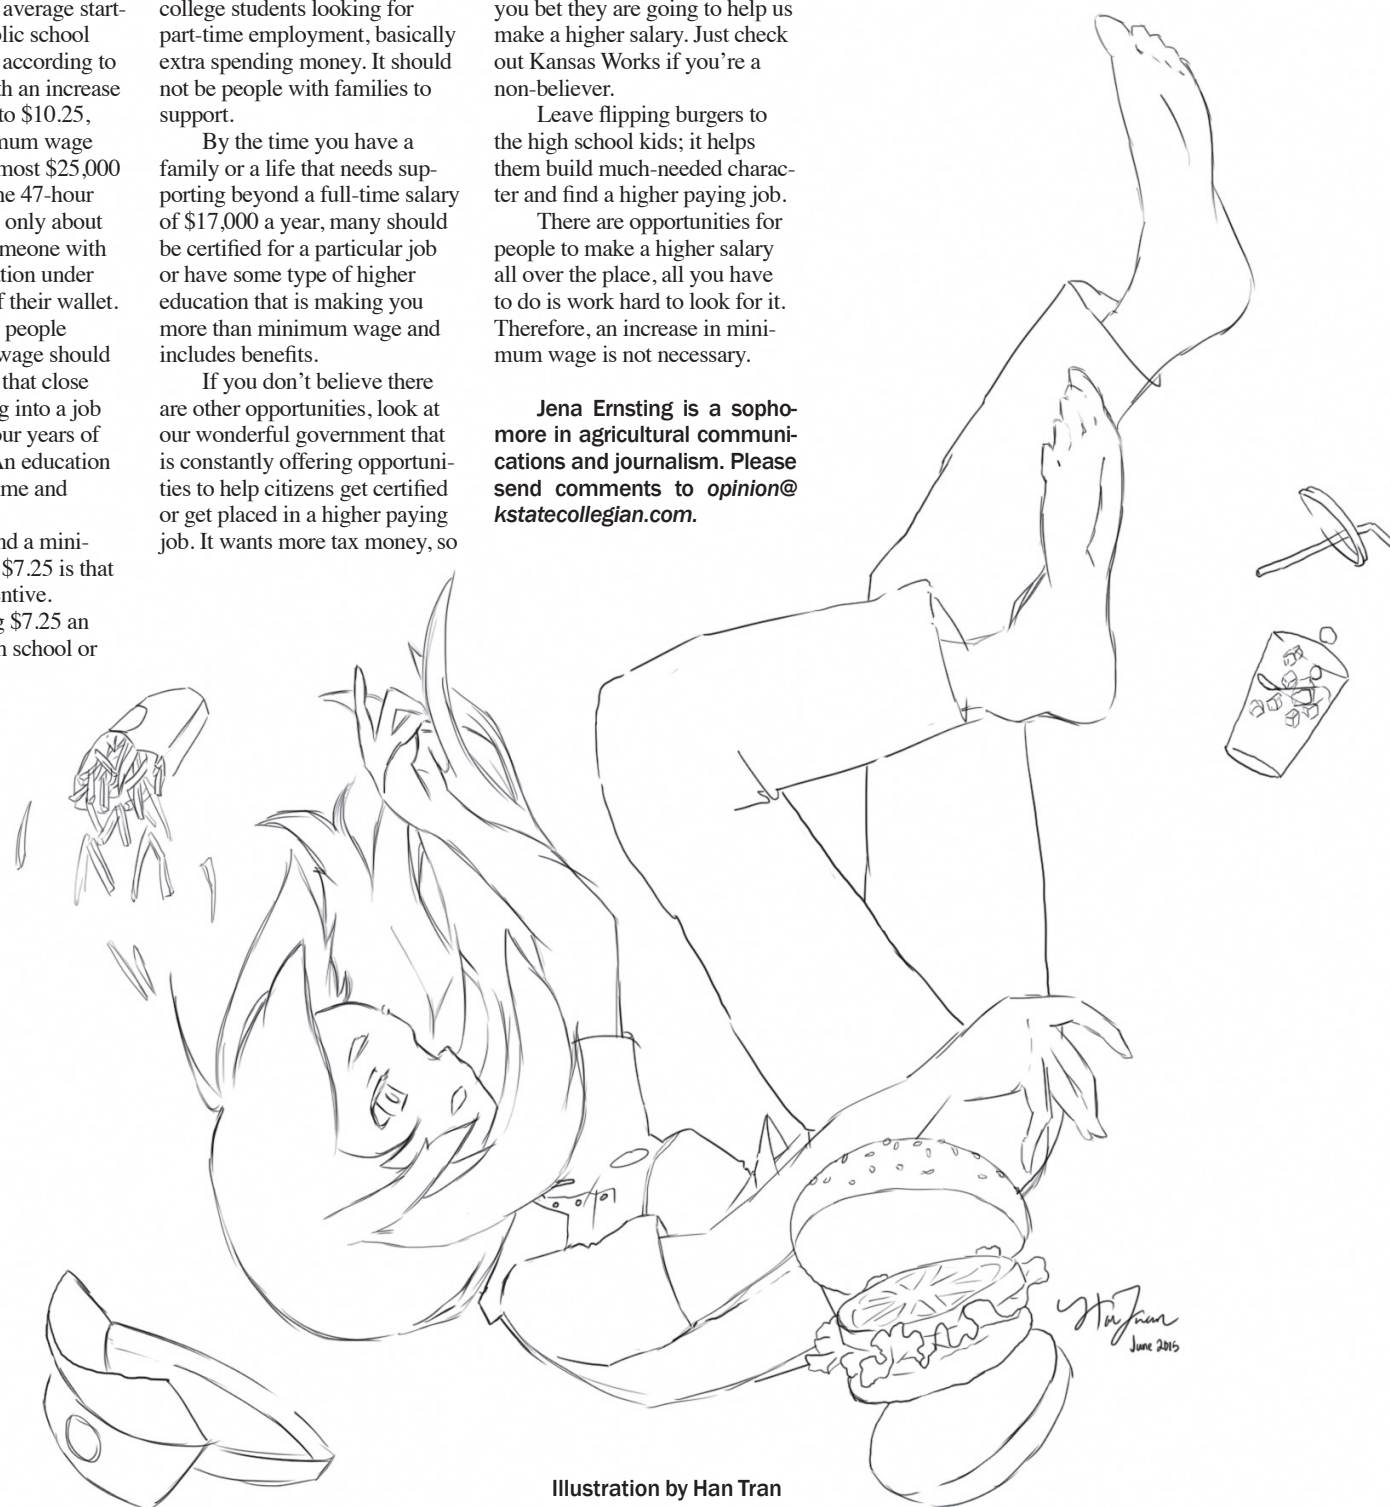 average start-
lic school
according to
th an increase
to $10.25,
mum wage
most $25,000
ne 47-hour
only about
meone with
tion under
f their wallet.
people
wage should
that close
g into a job
our years of
An education
me and
nd a mini-
$7.25 is that
entive.
g $7.25 an
h school or
college students looking for
part-time employment, basically
extra spending money. It should
not be people with families to
support.
By the time you have a
family or a life that needs sup-
porting beyond a full-time salary
of $17,000 a year, many should
be certified for a particular job
or have some type of higher
education that is making you
more than minimum wage and
includes benefits.
If you don’t believe there
are other opportunities, look at
our wonderful government that
is constantly offering opportuni-
ties to help citizens get certified
or get placed in a higher paying
job. It wants more tax money, so
you bet they are going to help us
make a higher salary. Just check
out Kansas Works if you’re a
non-believer.
Leave flipping burgers to
the high school kids; it helps
them build much-needed charac-
ter and find a higher paying job.
There are opportunities for
people to make a higher salary
all over the place, all you have
to do is work hard to look for it.
Therefore, an increase in mini-
mum wage is not necessary.
Jena Ernsting is a sopho-
more in agricultural communi-
cations and journalism. Please
send comments to opinion@
kstatecollegian.com.
Han Tran
June 2015
Illustration by Han Tran